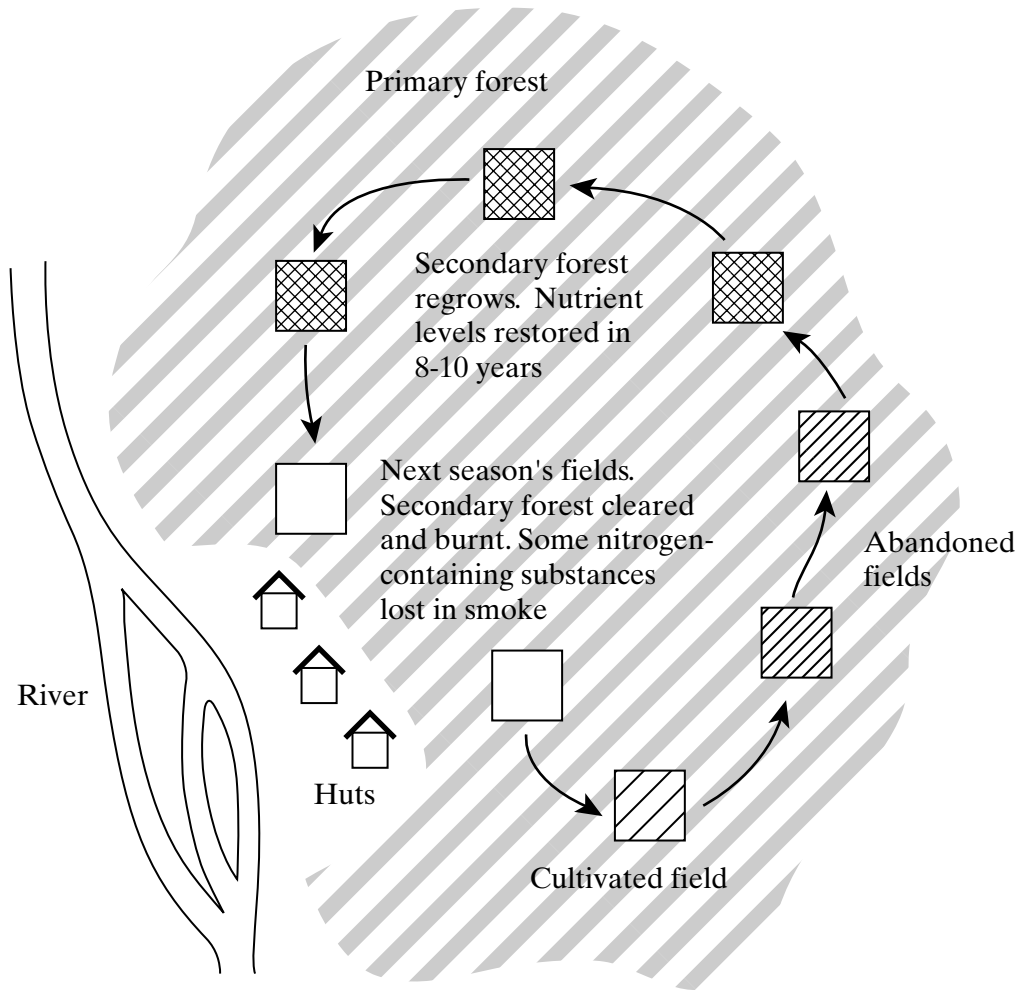 Primary forest
Secondary forest
regrows. Nutrient
levels restored in
8-10 years
Next season's fields.
Secondary forest cleared
and burnt. Some nitrogen-
containing substances
lost in smoke
Abandoned
fields
River
Huts
Cultivated field